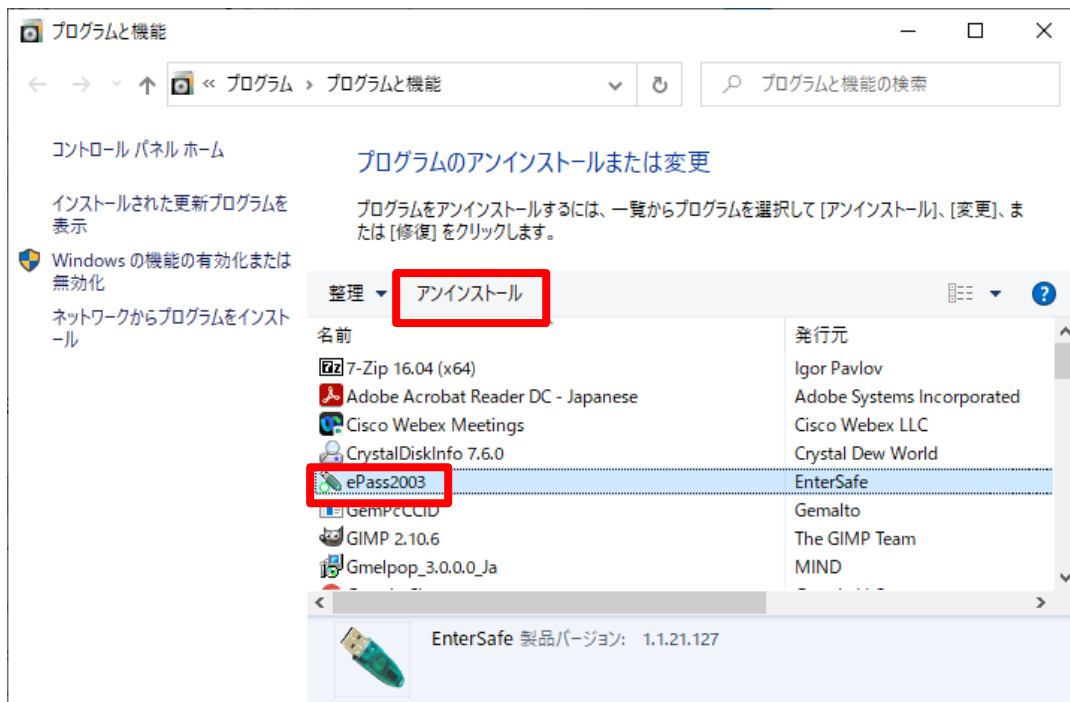 プログラムと機能
« プログラム › プログラムと機能
プログラムと機能の検索
コントロール パネル ホーム
インストールされた更新プログラムを
表示
Windows の機能の有効化または
無効化
ネットワークからプログラムをインスト
ール
プログラムのアンインストールまたは変更
プログラムをアンインストールするには、一覧からプログラムを選択して [アンインストール]、[変更]、ま
たは [修復] をクリックします。
整理 アンインストール
名前 発行元
7z 7-Zip 16.04 (x64) Igor Pavlov
Adobe Acrobat Reader DC - Japanese Adobe Systems Incorporated
Cisco Webex Meetings Cisco Webex LLC
CrystalDiskInfo 7.6.0 Crystal Dew World
ePass2003 EnterSafe
GemPcCCID Gemalto
GIMP 2.10.6 The GIMP Team
Gmelpop_3.0.0.0_Ja MIND
EnterSafe 製品バージョン: 1.1.21.127